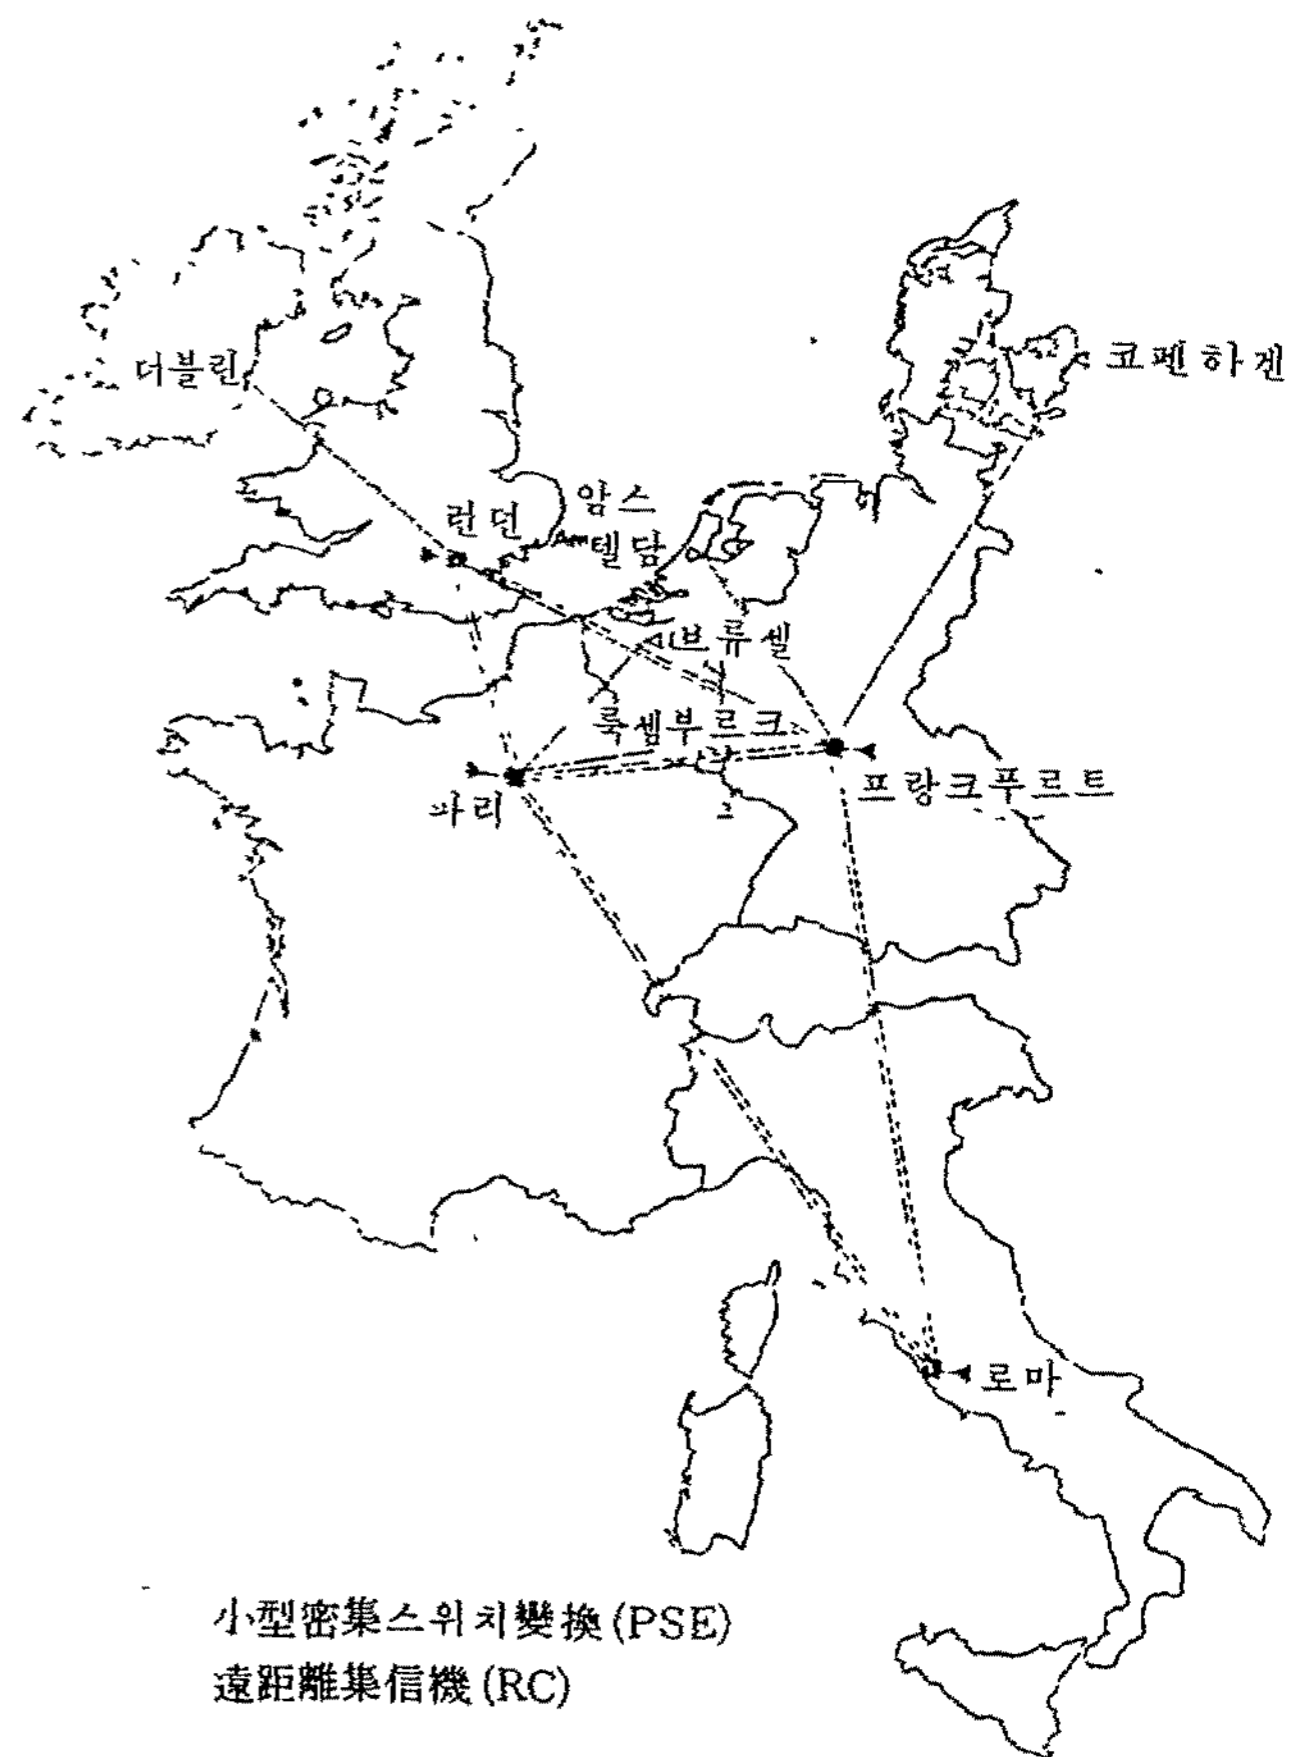 더블린
코펜하겐
런던
암스
텔담
브류셀
룩셈부르크
프랑크푸르트
파리
로마
小型密集스위치變換(PSE)
遠距離集信機(RC)